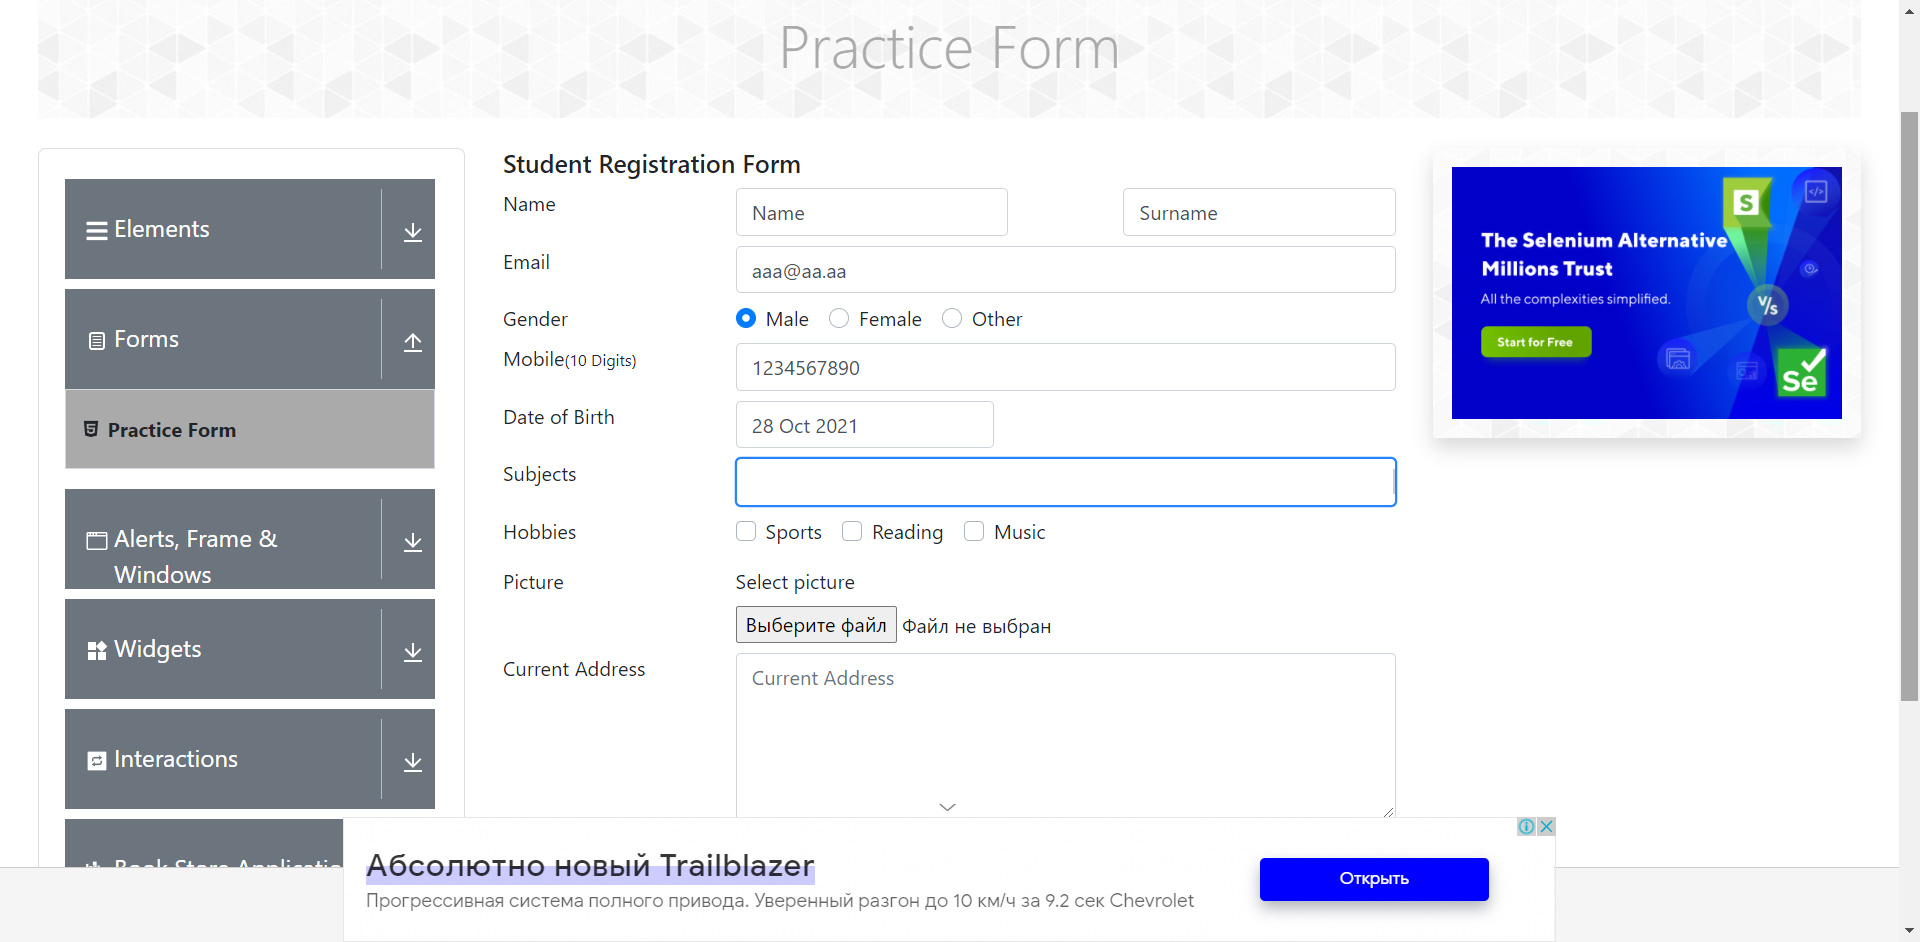 Practice Form
Elements
Forms
Practice Form
Alerts, Frame &
Windows
Widgets
Interactions
Book Store Applicatio
Student Registration Form
Name
Name
Surname
Email
aaa@aa.aa
Gender
Male
Female
Other
Mobile(10 Digits)
1234567890
Date of Birth
28 Oct 2021
Subjects
Hobbies
Sports
Reading
Music
Picture
Select picture
Выберите файл Файл не выбран
Current Address
Current Address
The Selenium Alternative
Millions Trust
All the complexities simplified.
Start for Free
S
V/s
Se
Абсолютно новый Trailblazer
Прогрессивная система полного привода. Уверенный разгон до 10 км/ч за 9.2 сек Chevrolet
Открыть